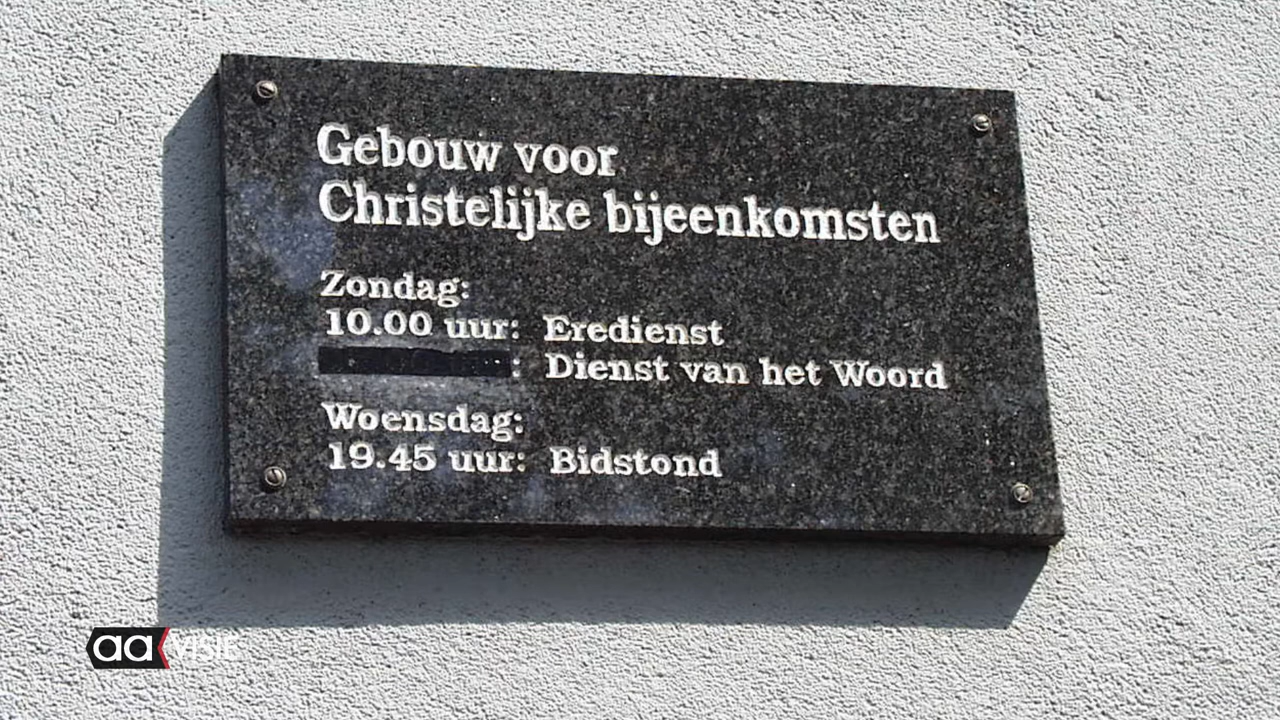 Gebouw voor
Christelijke bijeenkomsten
Zondag:
10.00 uur: Eredienst
: Dienst van het Woord
Woensdag:
19.45 uur: Bidstond
aa VISIE